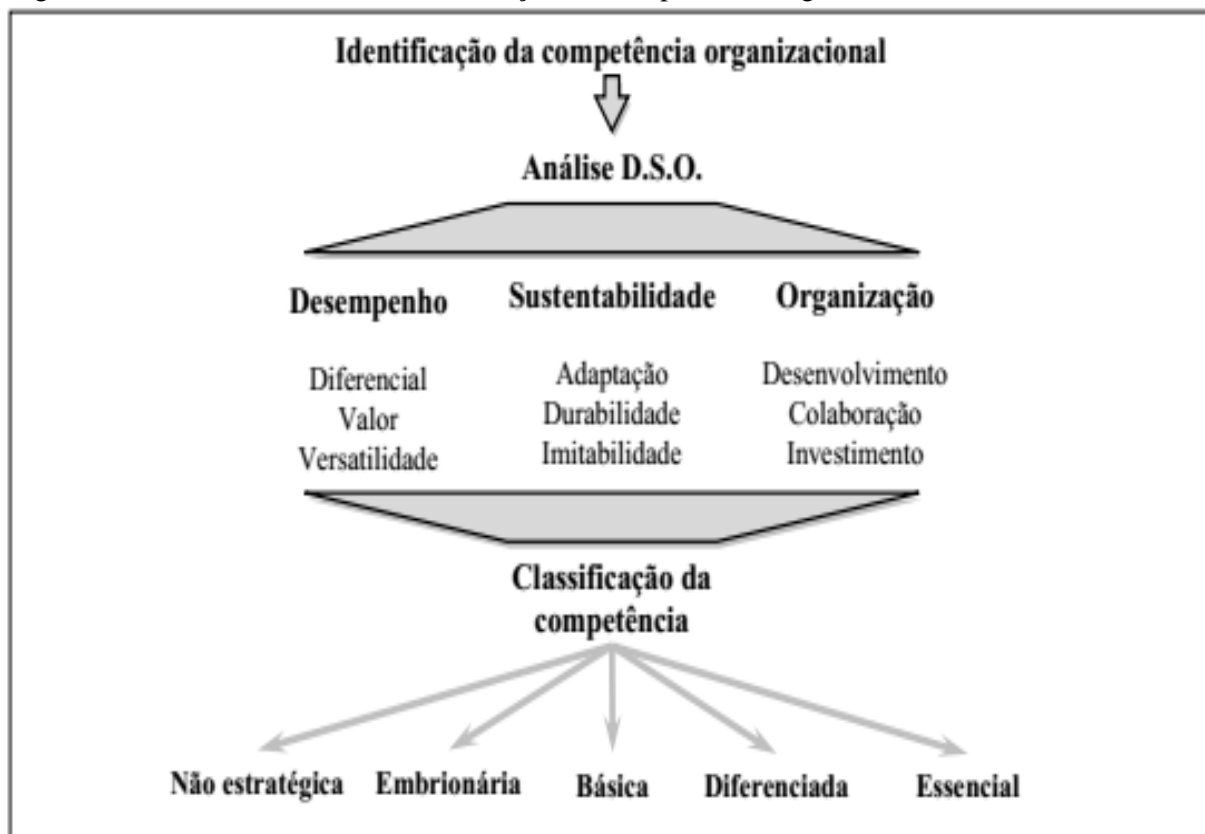 Identificação da competência organizacional
Análise D.S.O.
Desempenho Sustentabilidade Organização
Diferencial Adaptação Desenvolvimento
Valor Durabilidade Colaboração
Versatilidade Imitabilidade Investimento
Classificação da
competência
Não estratégica Embrionária Básica Diferenciada Essencial